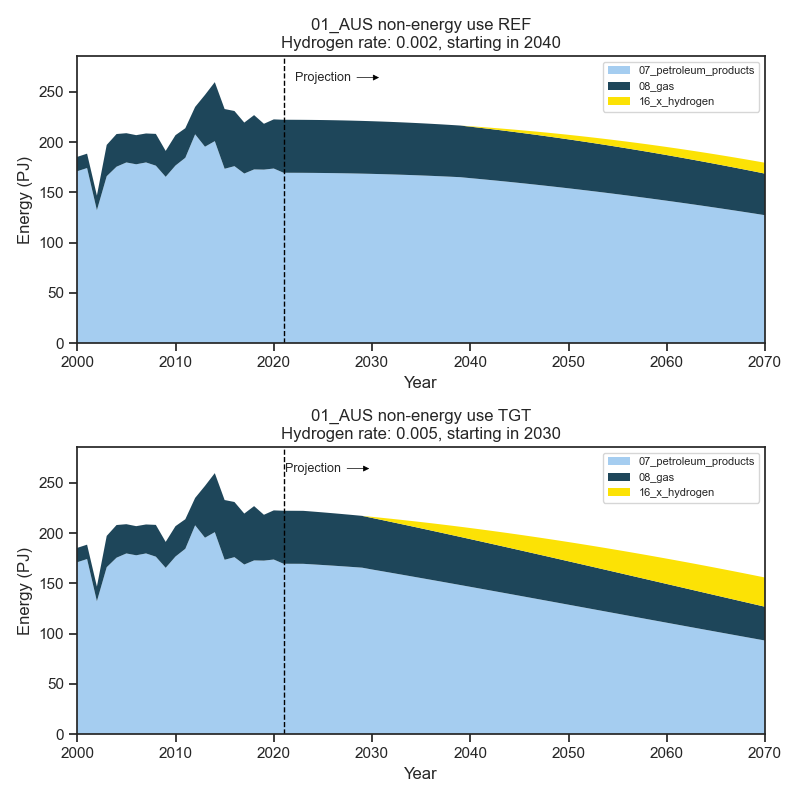 01_AUS non-energy use REF
Hydrogen rate: 0.002, starting in 2040
Projection
07_petroleum_products
08_gas
16_x_hydrogen
Energy (PJ)
250
200
150
100
50
0
2000 2010 2020 2030 2040 2050 2060 2070
Year
01_AUS non-energy use TGT
Hydrogen rate: 0.005, starting in 2030
Projection
07_petroleum_products
08_gas
16_x_hydrogen
Energy (PJ)
250
200
150
100
50
0
2000 2010 2020 2030 2040 2050 2060 2070
Year